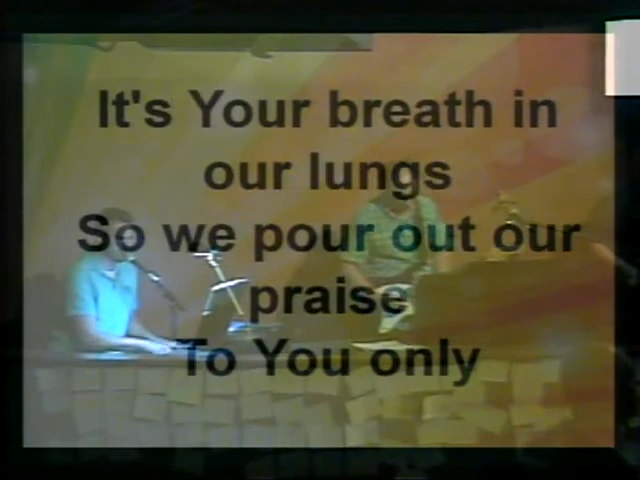 It's Your breath in
our lungs
So we pour out our
praise
To You only